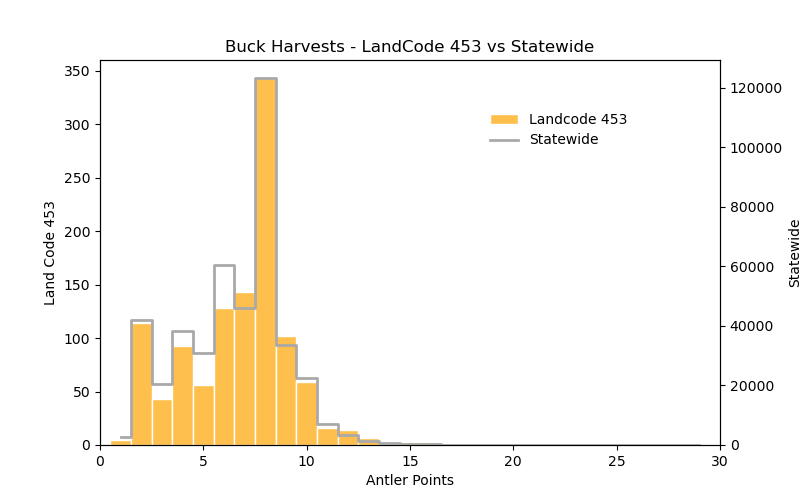 Buck Harvests - LandCode 453 vs Statewide
Land Code 453
350
300
250
200
150
100
50
0
Landcode 453
Statewide
120000
100000
80000
60000
40000
20000
0
Statewide
0 5 10 15 20 25 30
Antler Points